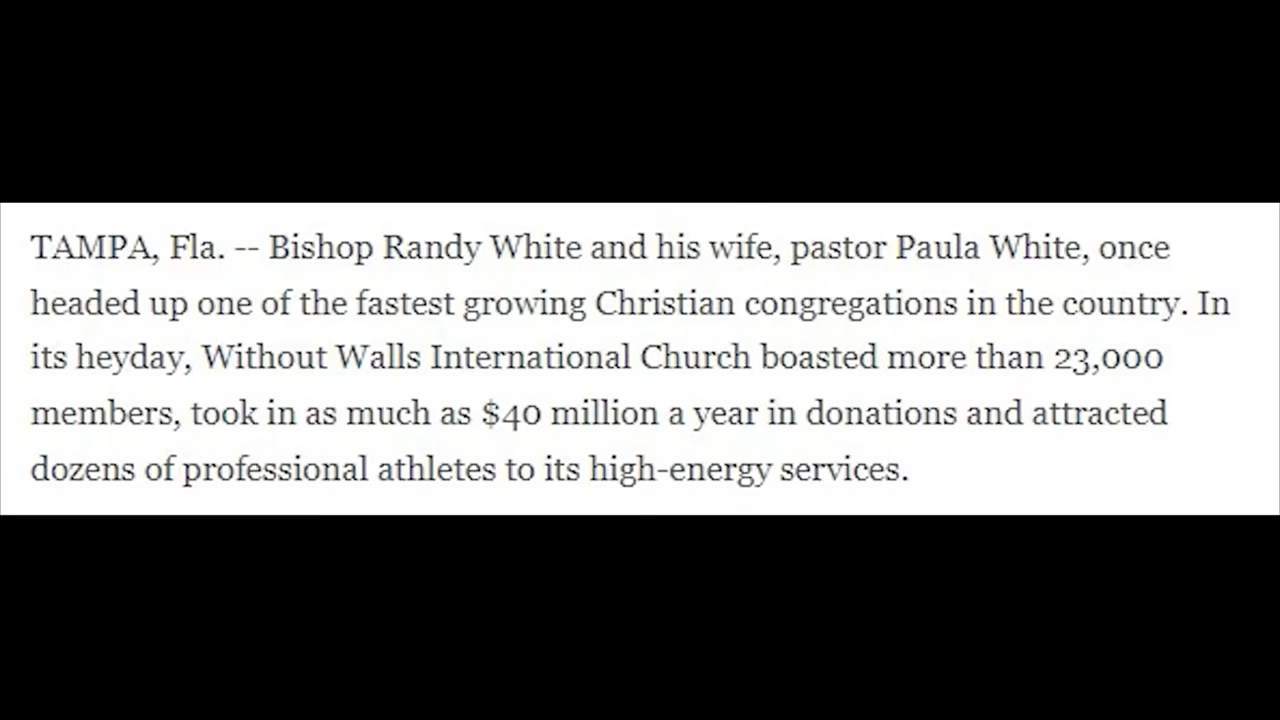 TAMPA, Fla. -- Bishop Randy White and his wife, pastor Paula White, once
headed up one of the fastest growing Christian congregations in the country. In
its heyday, Without Walls International Church boasted more than 23,000
members, took in as much as $40 million a year in donations and attracted
dozens of professional athletes to its high-energy services.